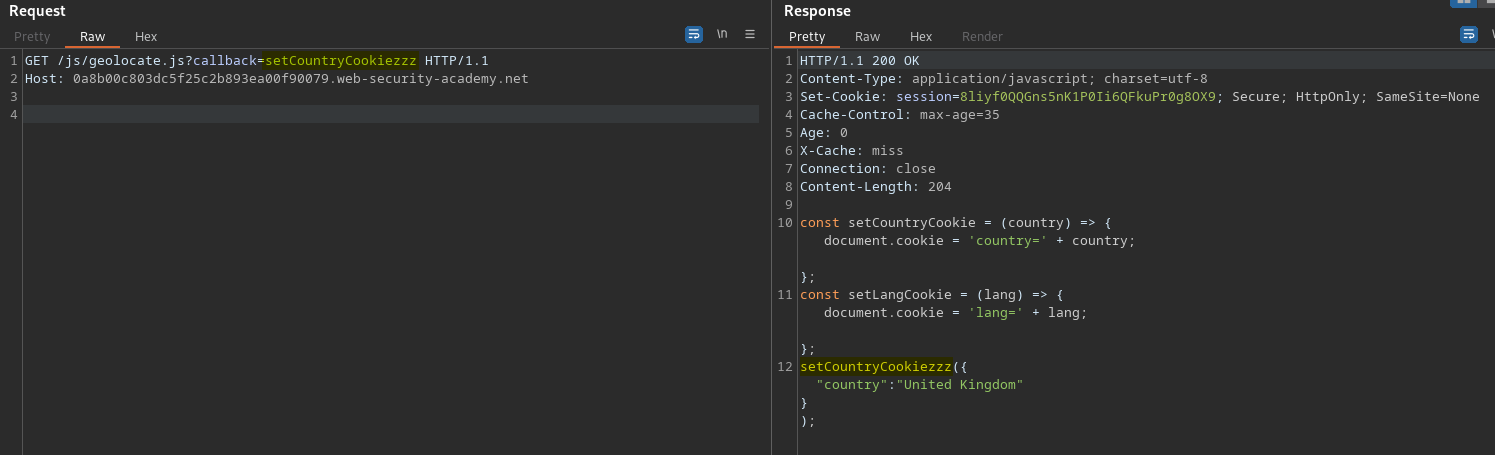 Request
Pretty Raw Hex
\n
1 GET /js/geolocate.js?callback=setCountryCookiezzz HTTP/1.1
2 Host: 0a8b00c803dc5f25c2b893ea00f90079.web-security-academy.net
3
4
Response
Pretty Raw Hex Render
1 HTTP/1.1 200 OK
2 Content-Type: application/javascript; charset=utf-8
3 Set-Cookie: session=8liyf0QQGns5nK1P0Ii6QFkuPr0g8OX9; Secure; HttpOnly; SameSite=None
4 Cache-Control: max-age=35
5 Age: 0
6 X-Cache: miss
7 Connection: close
8 Content-Length: 204
9
10 const setCountryCookie = (country) => {
document.cookie = 'country=' + country;
};
11 const setLangCookie = (lang) => {
document.cookie = 'lang=' + lang;
};
12 setCountryCookiezzz({
"country":"United Kingdom"
}
);